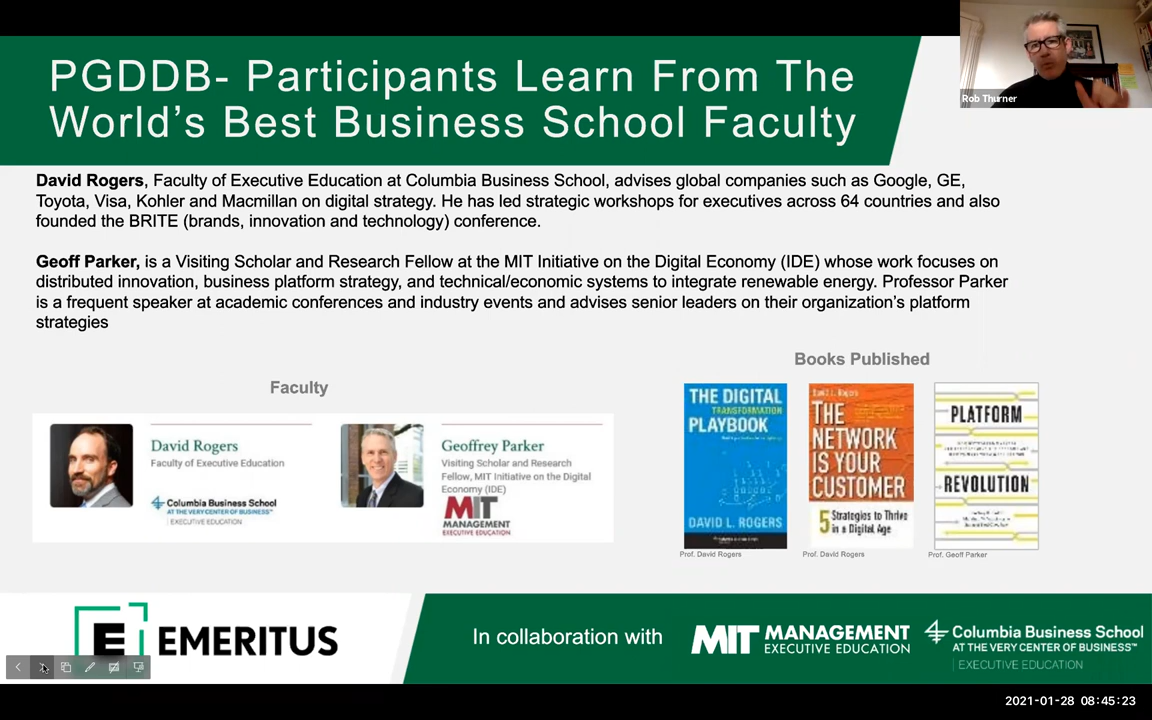 PGDDB- Participants Learn From The
World's Best Business School Faculty
Rob Thurner
David Rogers, Faculty of Executive Education at Columbia Business School, advises global companies such as Google, GE,
Toyota, Visa, Kohler and Macmillan on digital strategy. He has led strategic workshops for executives across 64 countries and also
founded the BRITE (brands, innovation and technology) conference.
Geoff Parker, is a Visiting Scholar and Research Fellow at the MIT Initiative on the Digital Economy (IDE) whose work focuses on
distributed innovation, business platform strategy, and technical/economic systems to integrate renewable energy. Professor Parker
is a frequent speaker at academic conferences and industry events and advises senior leaders on their organization's platform
strategies
Faculty
David Rogers
Faculty of Executive Education
Columbia Business School
AT THE VERY CENTER OF BUSINESS™
EXECUTIVE EDUCATION
Geoffrey Parker
Visiting Scholar and Research
Fellow, MIT Initiative on the Digital
Economy (IDE)
MIT
MANAGEMENT
EXECUTIVE EDUCATION
Books Published
THE DIGITAL
TRANSFORMATION
PLAYBOOK
DAVID L. ROGERS
Prof. David Rogers
David L. Rogers
THE
NETWORK
IS YOUR
CUSTOMER
5 Strategies to Thrive
in a Digital Age
Prof. David Rogers
PLATFORM
REVOLUTION
Prof. Geoff Parker
E EMERITUS
In collaboration with
MIT MANAGEMENT
EXECUTIVE EDUCATION
Columbia Business School
AT THE VERY CENTER OF BUSINESS™
EXECUTIVE EDUCATION
2021-01-28 08:45:23